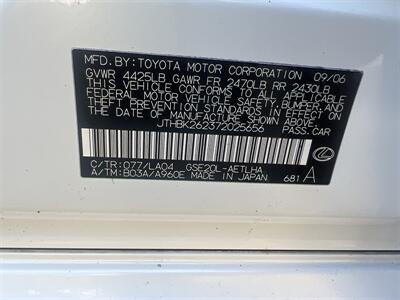 MFD. BY: TOYOTA MOTOR CORPORATION 09/06
GVWR 4425LB GAWR FR 2470LB RR 2430LB
THIS VEHICLE CONFORMS TO ALL APPLICABLE
FEDERAL MOTOR VEHICLE SAFETY, BUMPER, AND
THEFT PREVENTION STANDARDS IN EFFECT ON
THE DATE OF MANUFACTURE SHOWN ABOVE.
JTHBK262372025656 PASS. CAR
C/TR: 077/LA04 GSE20L-AETLHA
A/TM: B03A/A960E MADE IN JAPAN 681 A